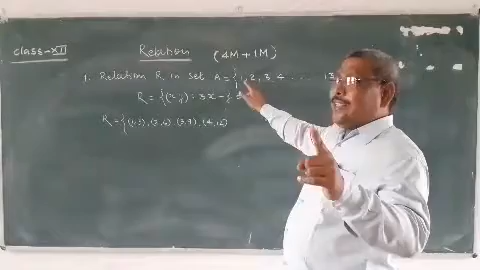 class-XII
Relation (4M+1M)
1. Relation R in set A = {1, 2, 3, 4 .... 13,
R = {(x, y) : 3x - y
R = {(1, 3), (2, 6), (3, 9), (4, 12)